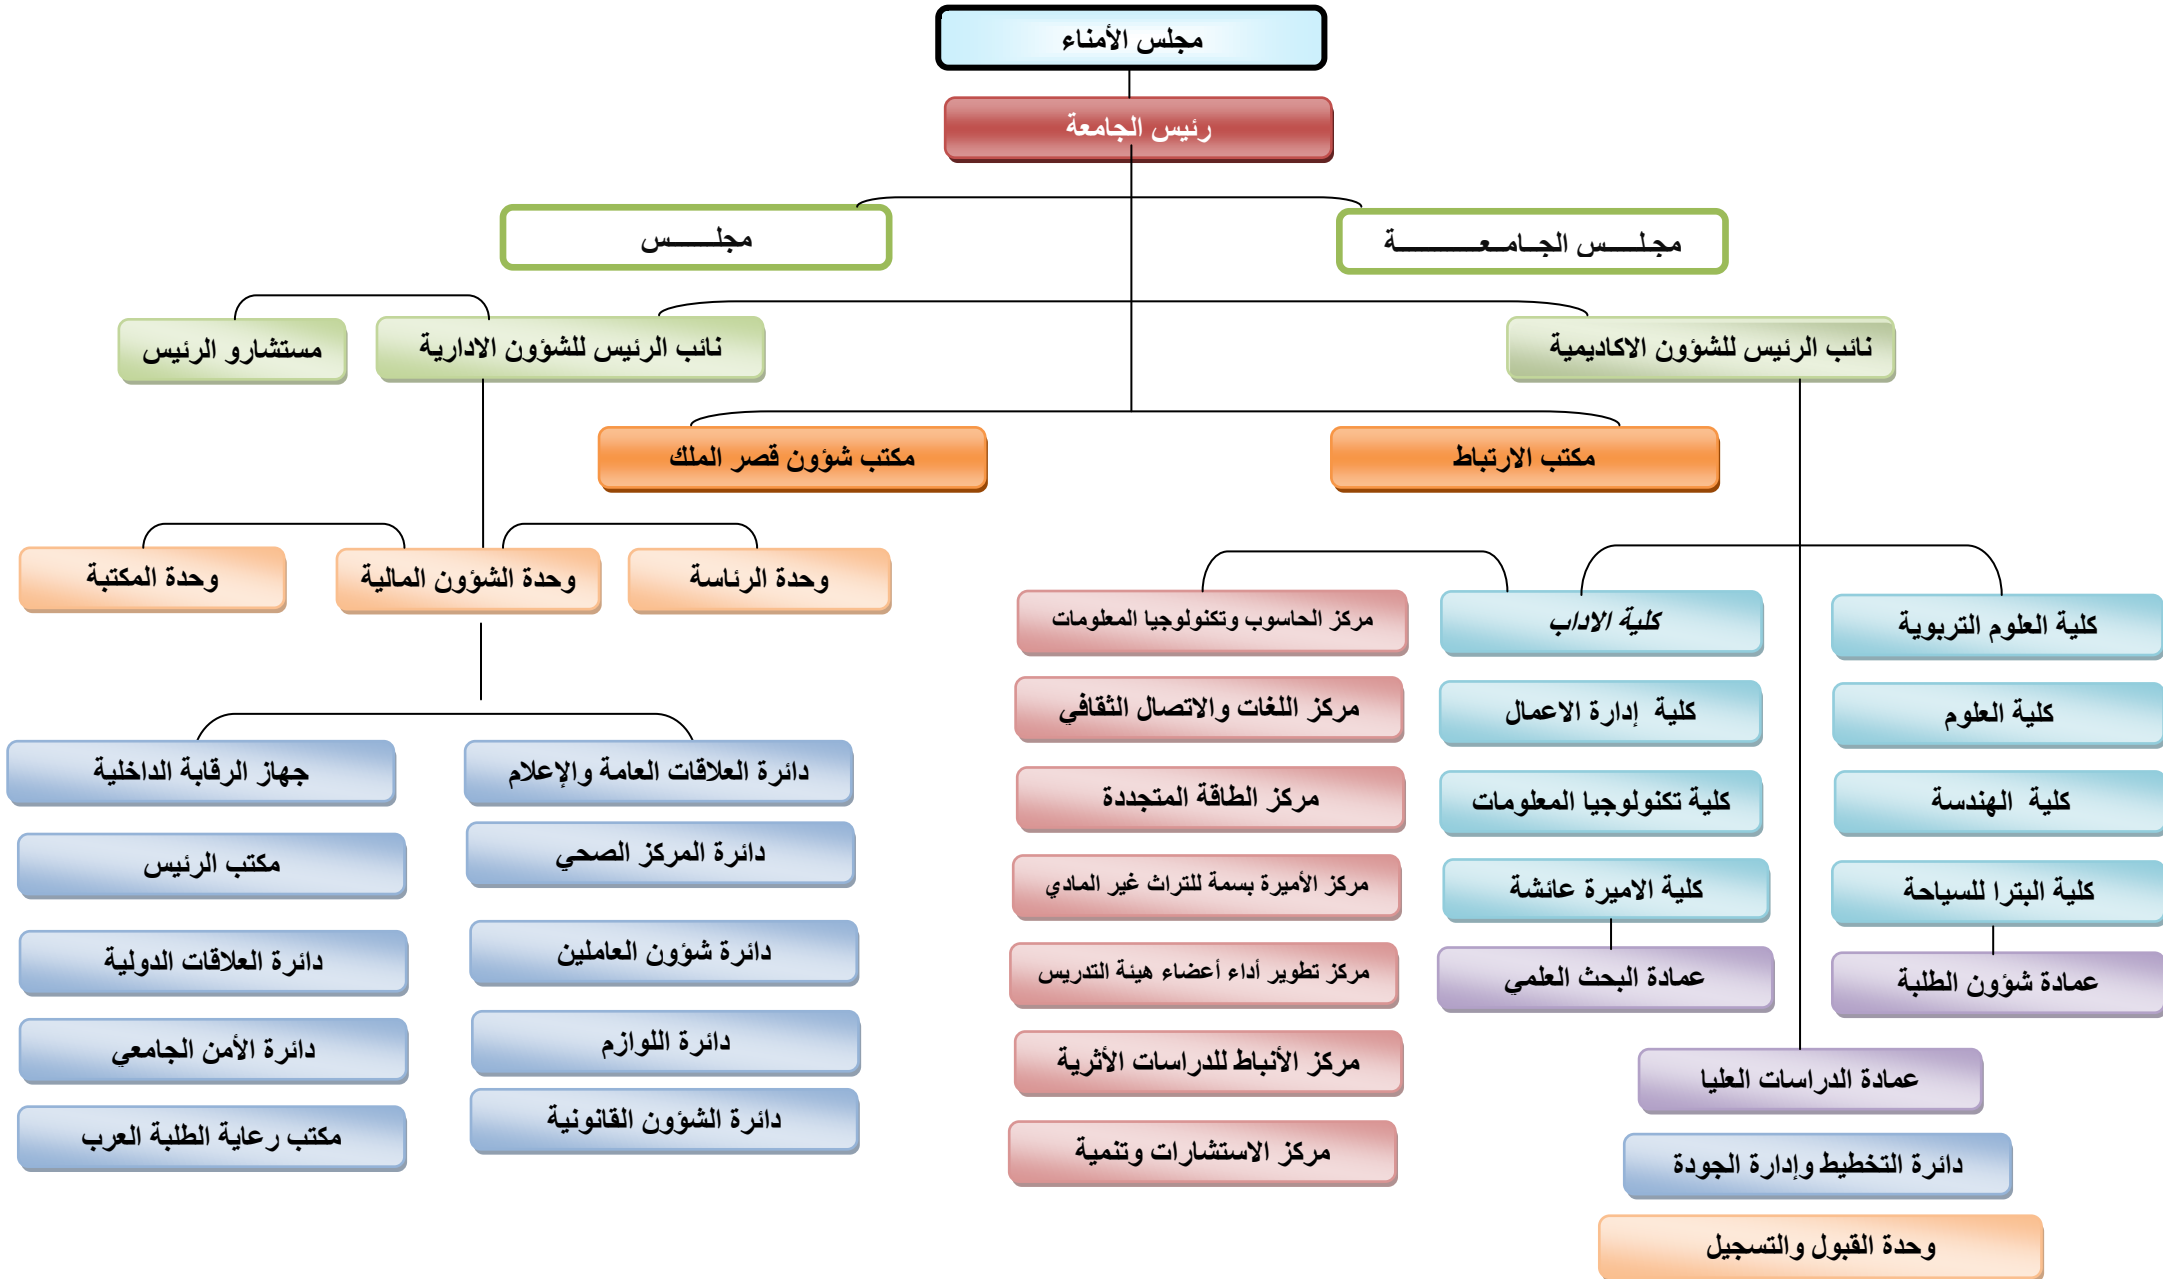 مجلس الأمناء
رئيس الجامعة
مجلـــــس الجـــامــعـــــــــــة
مجلـــــــس
نائب الرئيس للشؤون الاكاديمية
نائب الرئيس للشؤون الادارية
مستشارو الرئيس
مكتب الارتباط
مكتب شؤون قصر الملك
وحدة الرئاسة
وحدة الشؤون المالية
وحدة المكتبة
كلية العلوم التربوية
كلية الاداب
مركز الحاسوب وتكنولوجيا المعلومات
كلية العلوم
كلية إدارة الاعمال
مركز اللغات والاتصال الثقافي
كلية الهندسة
كلية تكنولوجيا المعلومات
مركز الطاقة المتجددة
كلية البترا للسياحة
كلية الاميرة عائشة
مركز الأميرة بسمة للتراث غير المادي
عمادة شؤون الطلبة
عمادة البحث العلمي
مركز تطوير أداء أعضاء هيئة التدريس
عمادة الدراسات العليا
مركز الأنباط للدراسات الأثرية
دائرة التخطيط وإدارة الجودة
مركز الاستشارات وتنمية
وحدة القبول والتسجيل
دائرة العلاقات العامة والإعلام
جهاز الرقابة الداخلية
دائرة المركز الصحي
مكتب الرئيس
دائرة شؤون العاملين
دائرة العلاقات الدولية
دائرة اللوازم
دائرة الأمن الجامعي
دائرة الشؤون القانونية
مكتب رعاية الطلبة العرب